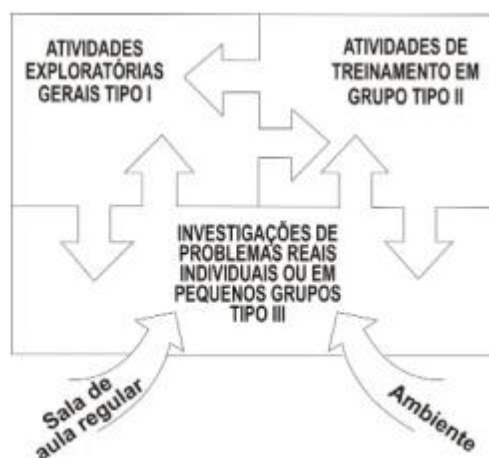 ATIVIDADES
EXPLORATÓRIAS
GERAIS TIPO I
ATIVIDADES DE
TREINAMENTO EM
GRUPO TIPO II
INVESTIGAÇÕES DE
PROBLEMAS REAIS
INDIVIDUAIS OU EM
PEQUENOS GRUPOS
TIPO III
Sala de
aula regular
Ambiente